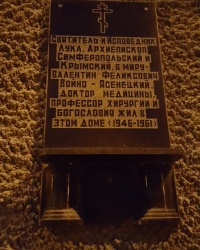 Святитель и исповедник
Лука, Архиепископ
Симферопольский и
Крымский, в миру-
Валентин Феликсович
Войно - Ясенецкий,
доктор медицины,
профессор хирургии и
богословия жил в
этом доме (1946-1961)